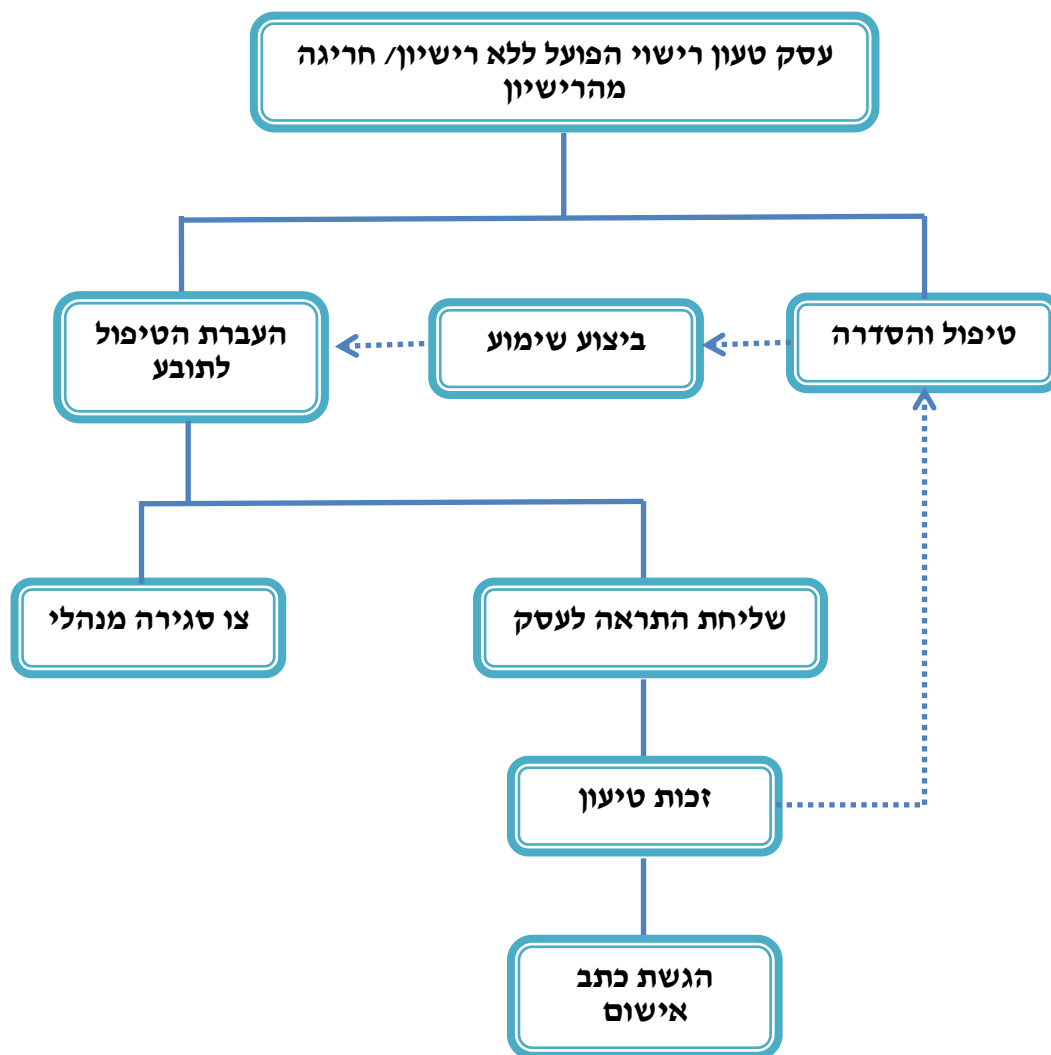 עסק טעון רישוי הפועל ללא רישיון/ חריגה
מהרישיון
טיפול והסדרה
ביצוע שימוע
העברת הטיפול
לתובע
שליחת התראה לעסק
צו סגירה מנהלי
זכות טיעון
הגשת כתב
אישום